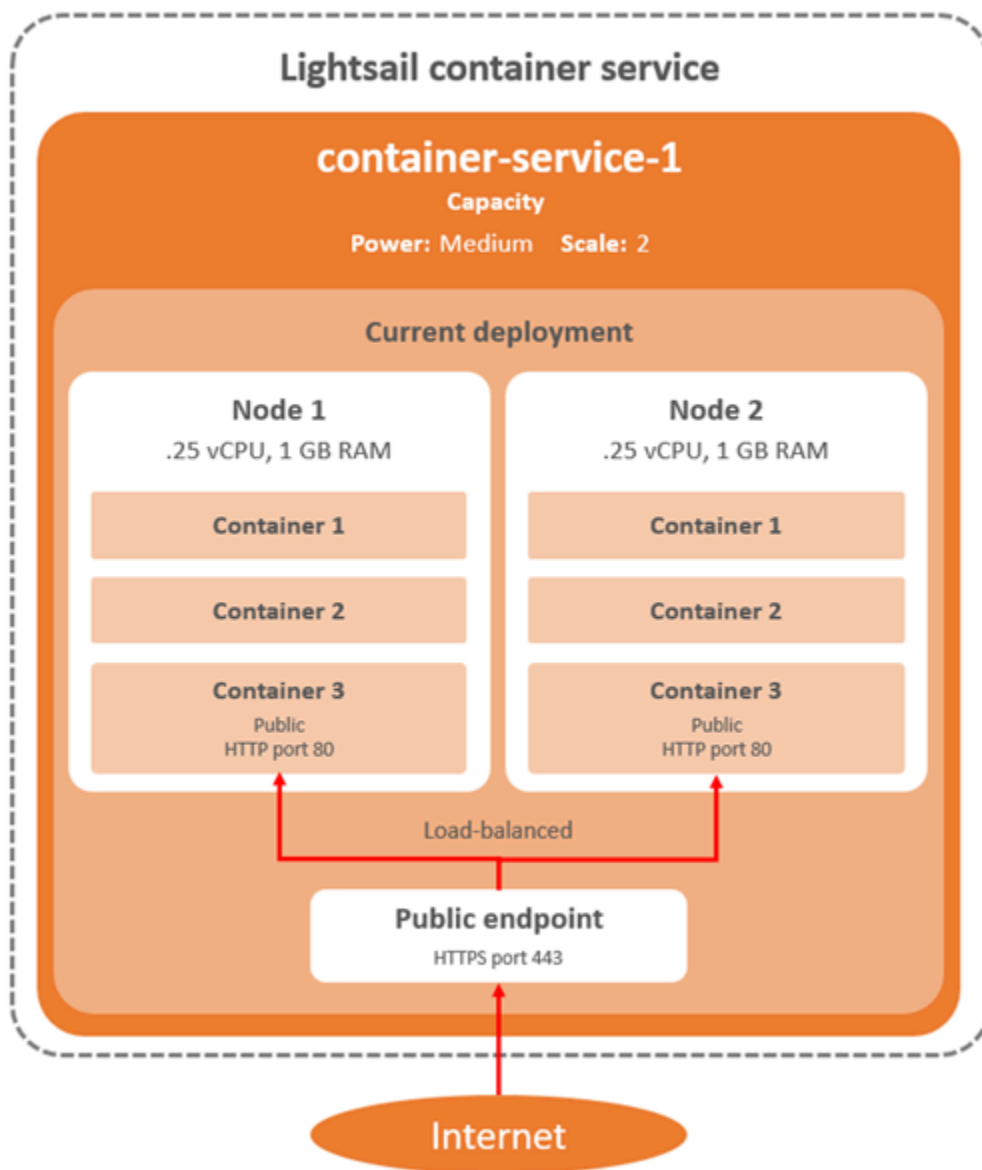 Lightsail container service
container-service-1
Capacity
Power: Medium Scale: 2
Current deployment
Node 1
.25 vCPU, 1 GB RAM
Container 1
Container 2
Container 3
Public
HTTP port 80
Node 2
.25 vCPU, 1 GB RAM
Container 1
Container 2
Container 3
Public
HTTP port 80
Load-balanced
Public endpoint
HTTPS port 443
Internet